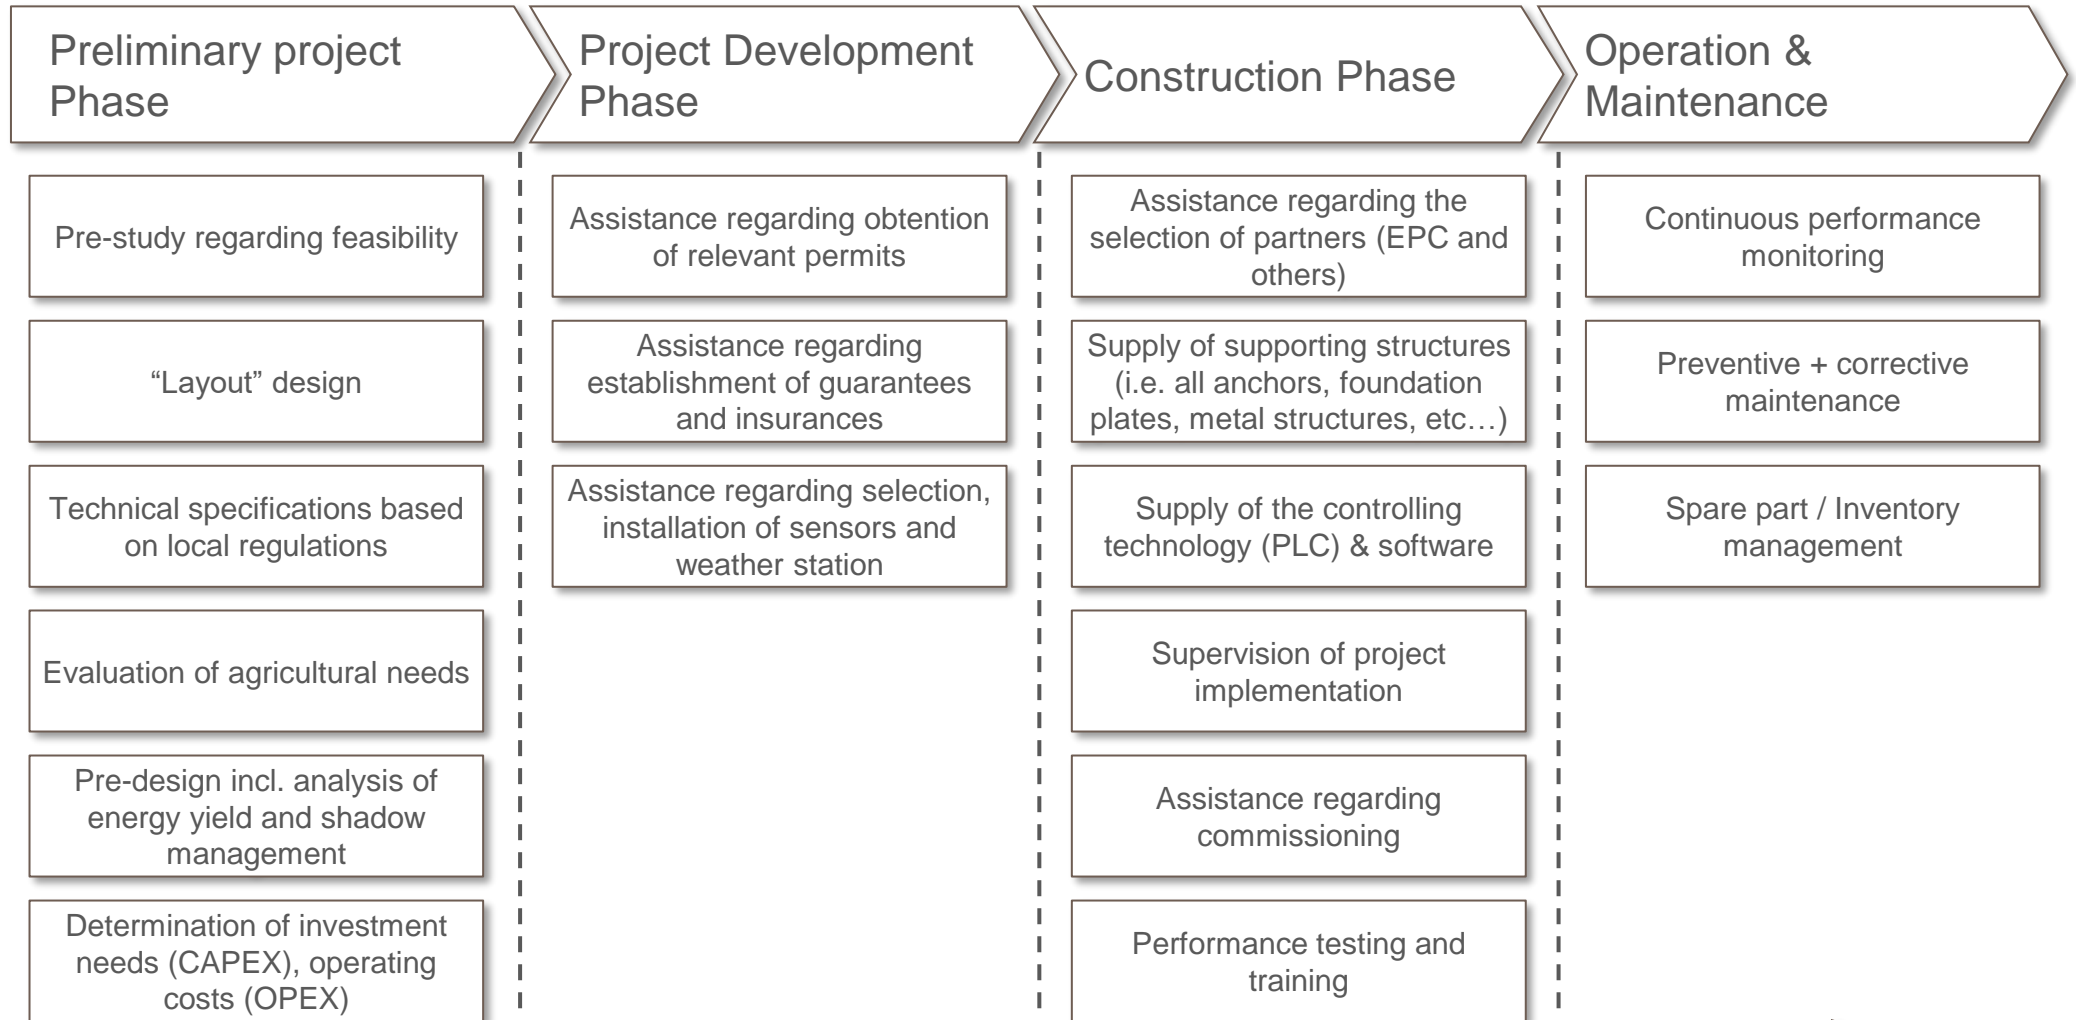 Preliminary project
Phase
Project Development
Phase
Construction Phase
Operation &
Maintenance
Pre-study regarding feasibility
“Layout” design
Technical specifications based
on local regulations
Evaluation of agricultural needs
Pre-design incl. analysis of
energy yield and shadow
management
Determination of investment
needs (CAPEX), operating
costs (OPEX)
Assistance regarding obtention
of relevant permits
Assistance regarding
establishment of guarantees
and insurances
Assistance regarding selection,
installation of sensors and
weather station
Assistance regarding the
selection of partners (EPC and
others)
Supply of supporting structures
(i.e. all anchors, foundation
plates, metal structures, etc…)
Supply of the controlling
technology (PLC) & software
Supervision of project
implementation
Assistance regarding
commissioning
Performance testing and
training
Continuous performance
monitoring
Preventive + corrective
maintenance
Spare part / Inventory
management